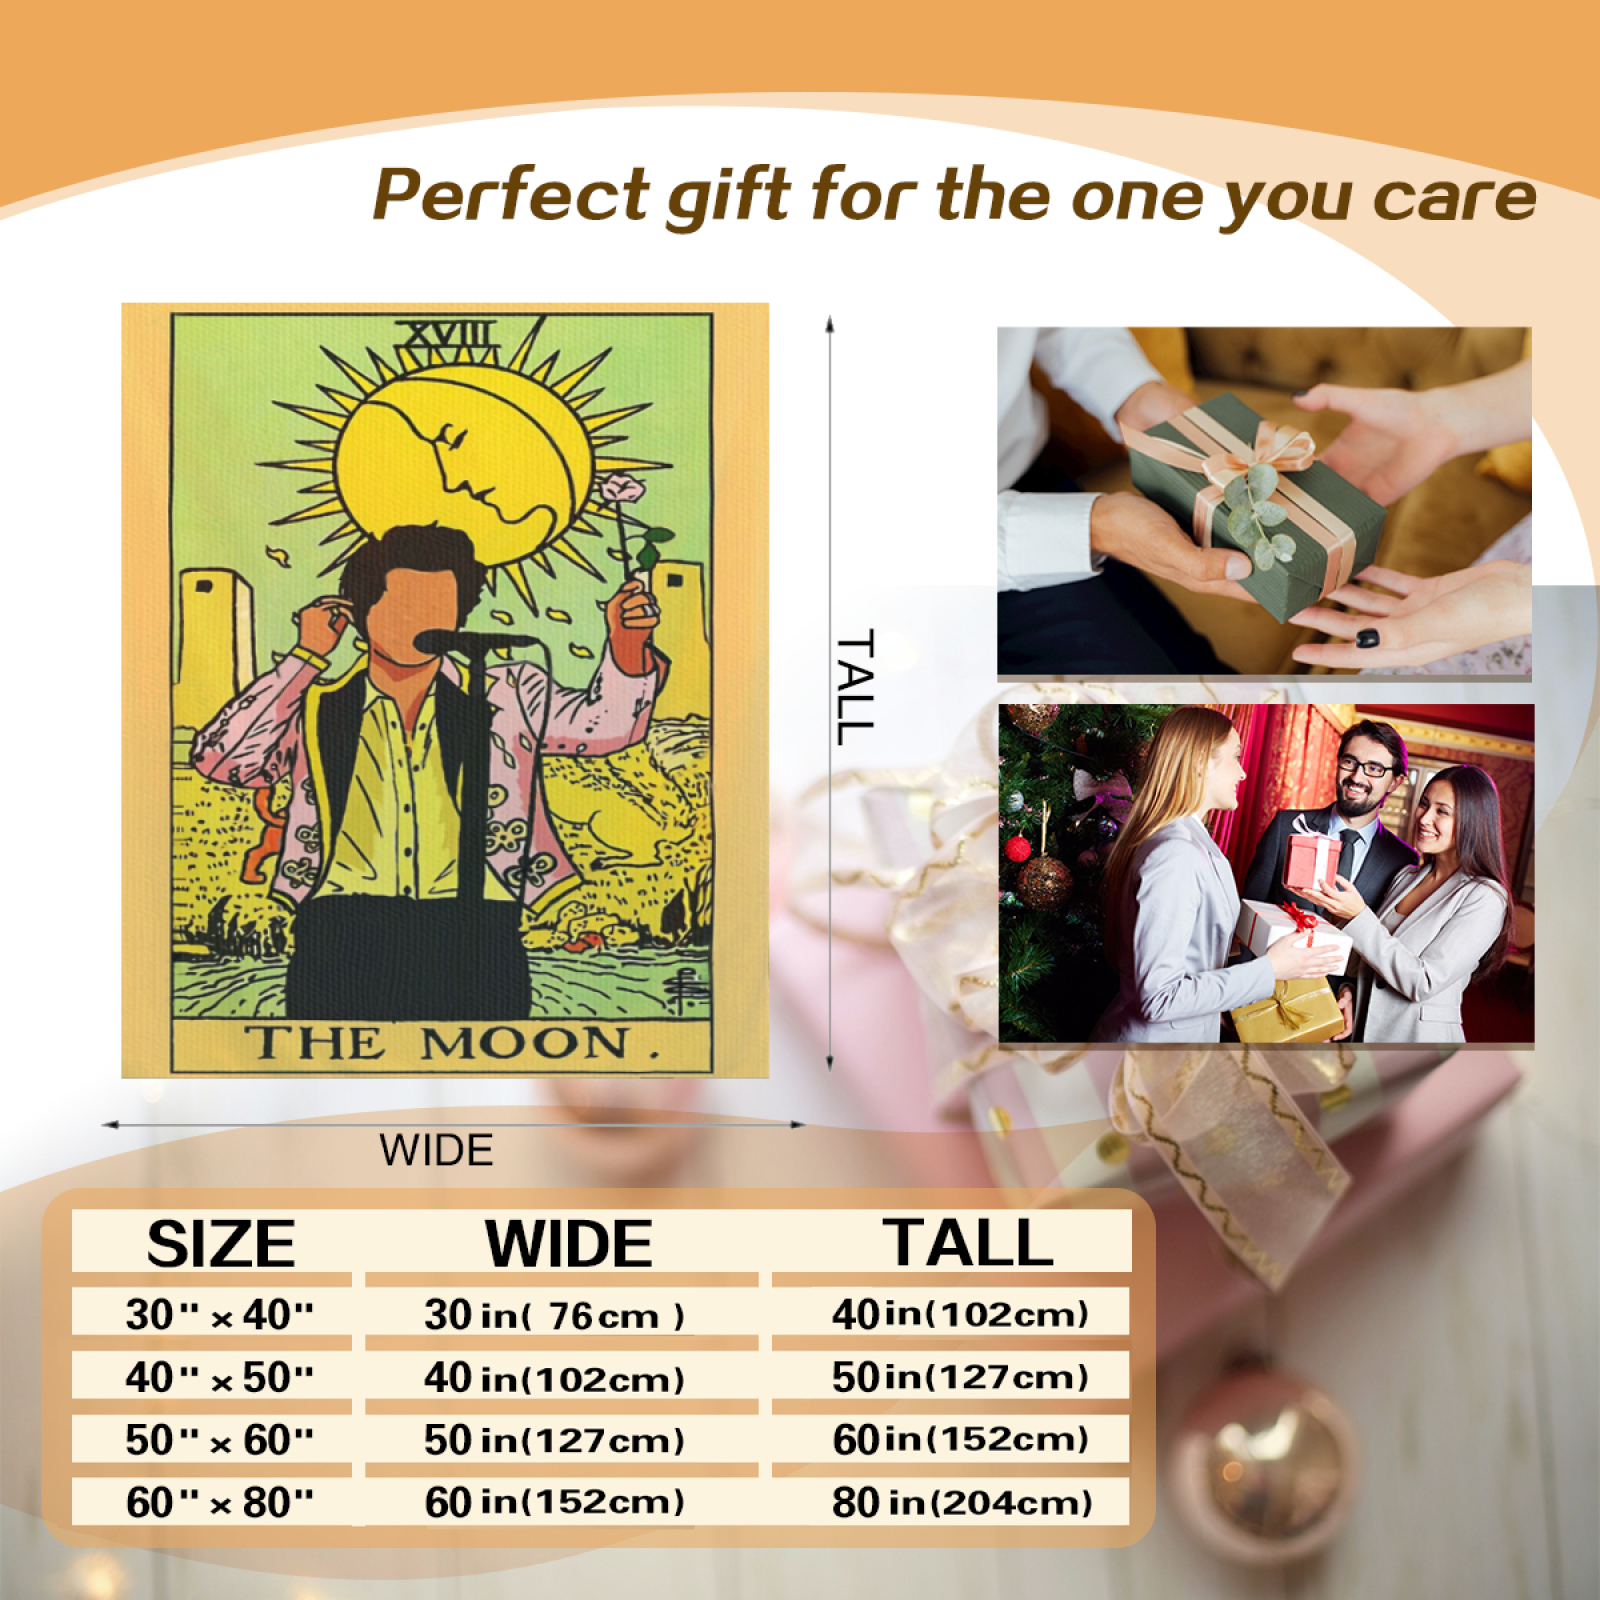 Perfect gift for the one you care
XVIII
THE MOON.
TALL
WIDE
SIZE WIDE TALL
30" × 40" 30 in( 76cm ) 40in(102cm)
40" × 50" 40 in(102cm) 50in(127cm)
50" × 60" 50 in(127cm) 60in(152cm)
60" × 80" 60 in(152cm) 80 in(204cm)